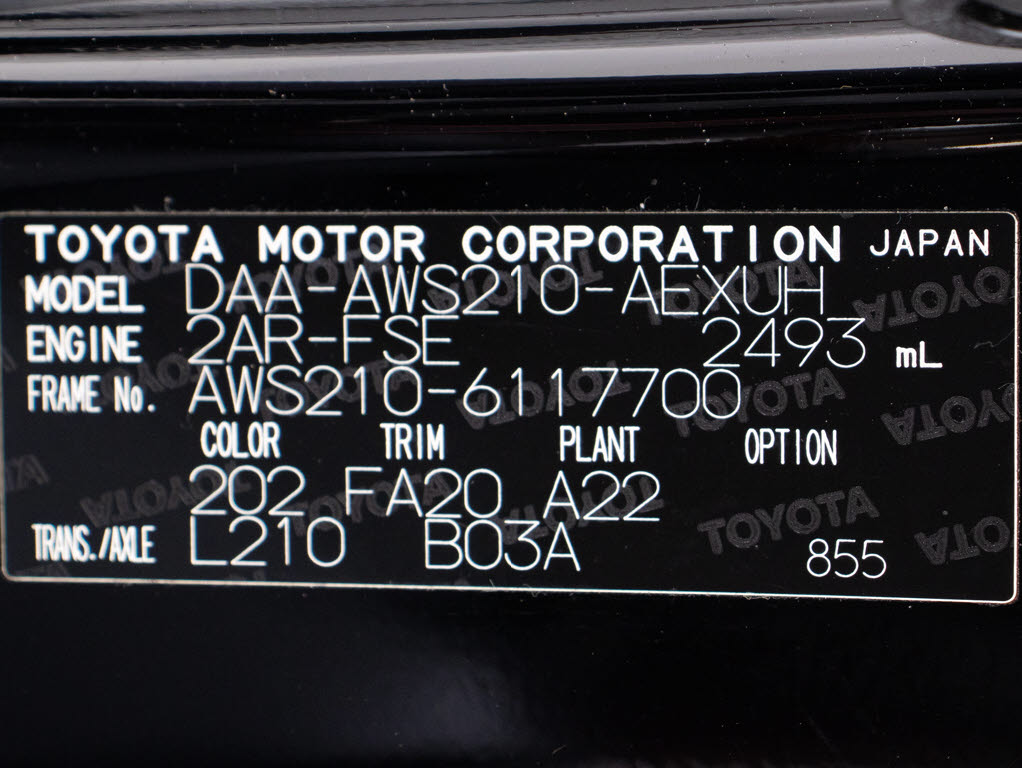 TOYOTA MOTOR CORPORATION JAPAN
MODEL DAA-AWS210-AEXUH
ENGINE 2AR-FSE 2493 mL
FRAME No. AWS210-6117700
COLOR TRIM PLANT OPTION
202 FA20 A22
TRANS./AXLE L210 B03A 855